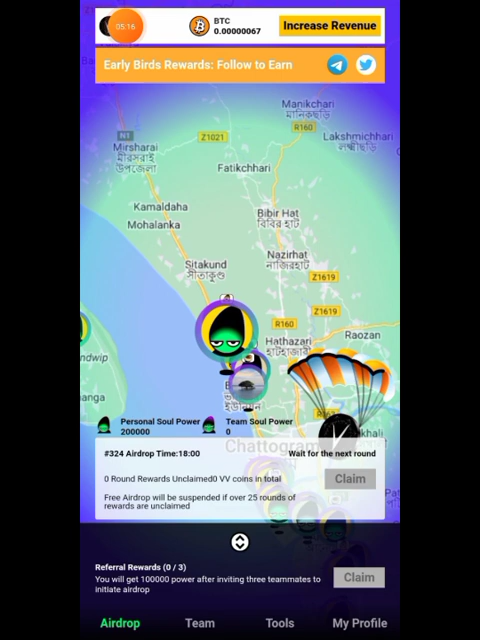 05:16
BTC
0.00000067
Increase Revenue
Early Birds Rewards: Follow to Earn
Manikchari
মানিকছড়ি
R160
N1
Z1021
Mirsharai
মীরসরাই
উপজেলা
Lakshmichhari
লক্ষীছড়ি
Fatikchhari
Kamaldaha
Mohalanka
Bibir Hat
বিবির হাট
Nazirhat
নাজিরহাট
Sitakund
সীতাকুণ্ড
Z1619
Z1619
R160
Raozan
Hathazari
হাটহাজারী
Personal Soul Power
200000
Team Soul Power
0
Chattogram
#324 Airdrop Time:18:00
Wait for the next round
0 Round Rewards Unclaimed0 VV coins in total
Claim
Free Airdrop will be suspended if over 25 rounds of
rewards are unclaimed
Referral Rewards (0 / 3)
You will get 100000 power after inviting three teammates to
initiate airdrop
Claim
Airdrop
Team
Tools
My Profile